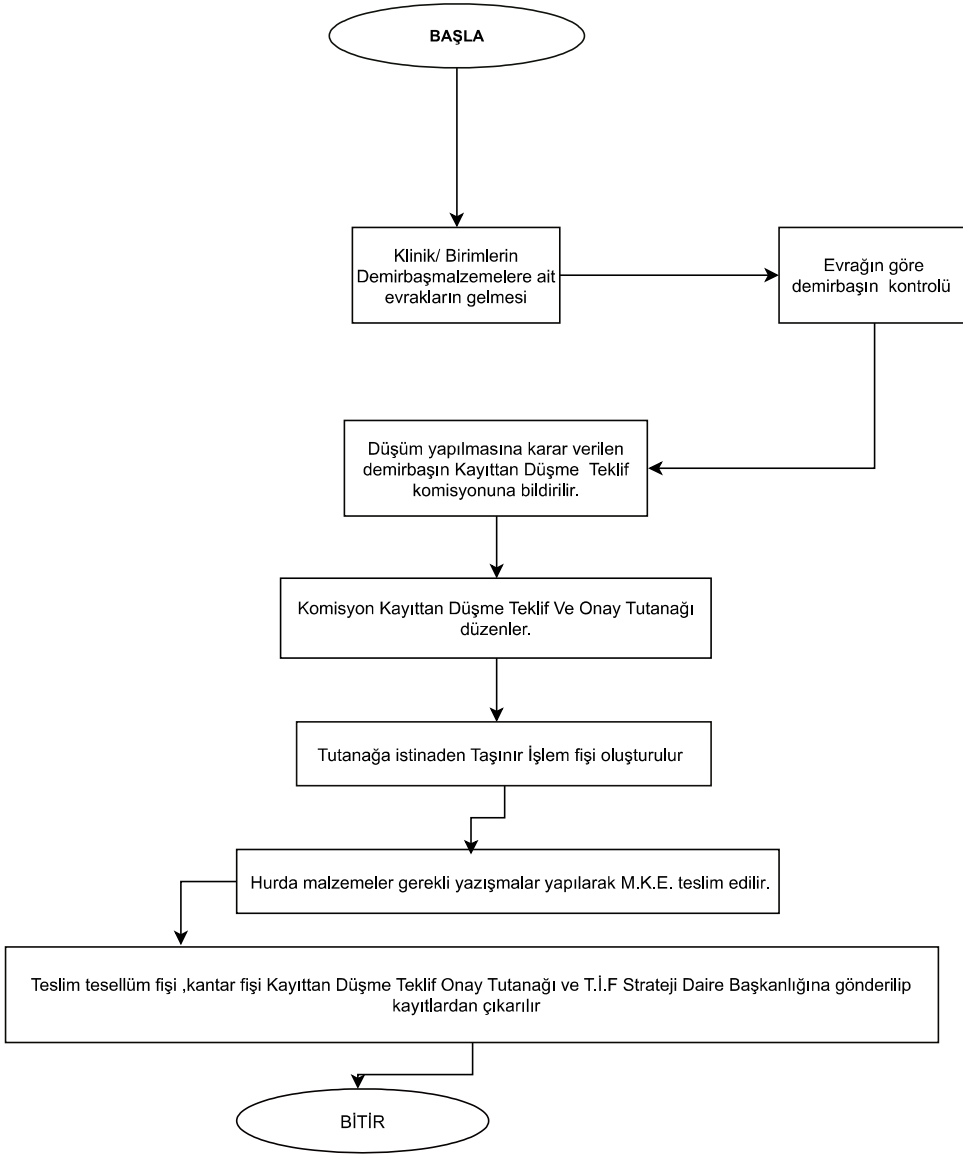 BAŞLA
Klinik/ Birimlerin
Demirbaşmalzemelere ait
evrakların gelmesi
Evrağın göre
demirbaşın kontrolü
Düşüm yapılmasına karar verilen
demirbaşın Kayıttan Düşme Teklif
komisyonuna bildirilir.
Komisyon Kayıttan Düşme Teklif Ve Onay Tutanağı
düzenler.
Tutanağa istinaden Taşınır İşlem fişi oluşturulur
Hurda malzemeler gerekli yazışmalar yapılarak M.K.E. teslim edilir.
Teslim tesellüm fişi ,kantar fişi Kayıttan Düşme Teklif Onay Tutanağı ve T.İ.F Strateji Daire Başkanlığına gönderilip
kayıtlardan çıkarılır
BİTİR